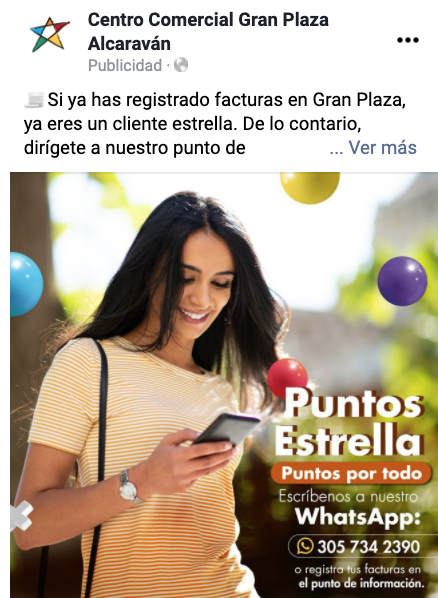 Centro Comercial Gran Plaza
Alcaraván
Publicidad ·
Si ya has registrado facturas en Gran Plaza,
ya eres un cliente estrella. De lo contario,
dirígete a nuestro punto de ... Ver más
Puntos
Estrella
Puntos por todo
Escríbenos a nuestro
WhatsApp:
305 734 2390
o registra tus facturas en
el punto de información.